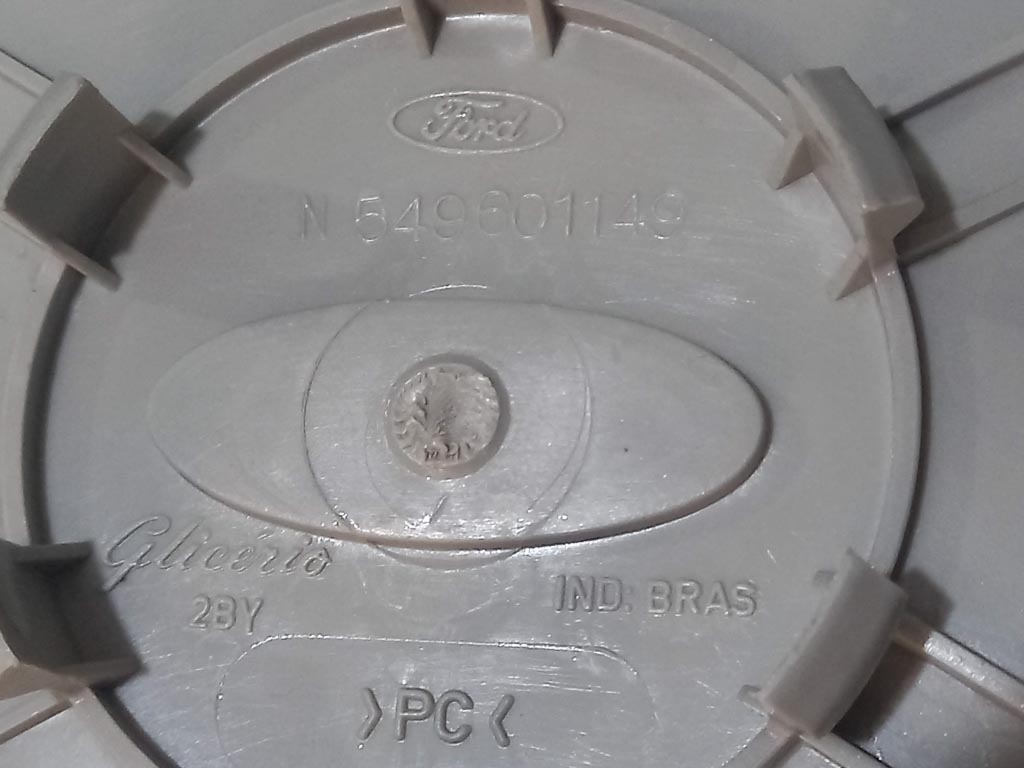 Ford
N 549601149
Glicério
2BY
IND: BRAS
>PC<